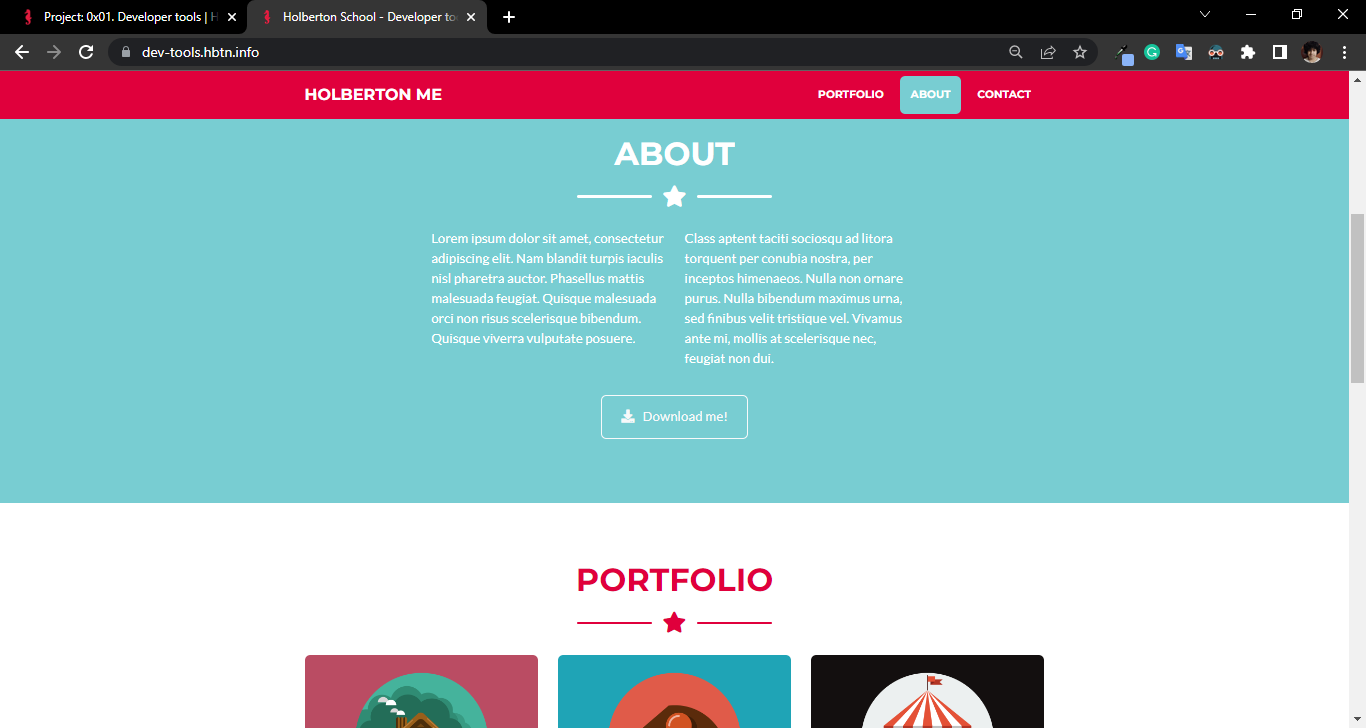 Project: 0x01. Developer tools | H
Holberton School - Developer to
dev-tools.hbtn.info
HOLBERTON ME
PORTFOLIO
ABOUT
CONTACT
ABOUT
Lorem ipsum dolor sit amet, consectetur
adipiscing elit. Nam blandit turpis iaculis
nisl pharetra auctor. Phasellus mattis
malesuada feugiat. Quisque malesuada
orci non risus scelerisque bibendum.
Quisque viverra vulputate posuere.
Class aptent taciti sociosqu ad litora
torquent per conubia nostra, per
inceptos himenaeos. Nulla non ornare
purus. Nulla bibendum maximus urna,
sed finibus velit tristique vel. Vivamus
ante mi, mollis at scelerisque nec,
feugiat non dui.
Download me!
PORTFOLIO